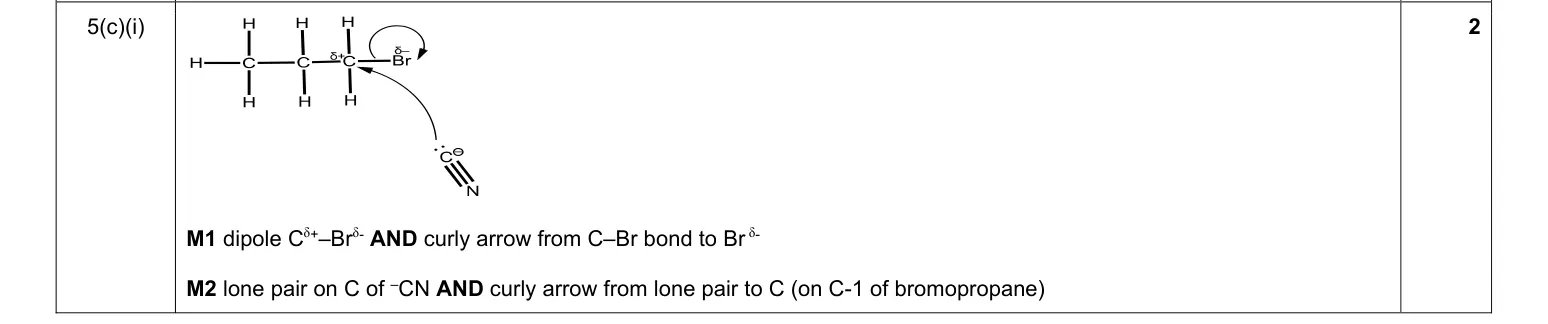 5(c)(i)
2
H H H
H C C δ+C δ–Br
H H H
:C⊖
N
M1 dipole Cδ+–Brδ- AND curly arrow from C–Br bond to Br δ-
M2 lone pair on C of –CN AND curly arrow from lone pair to C (on C-1 of bromopropane)